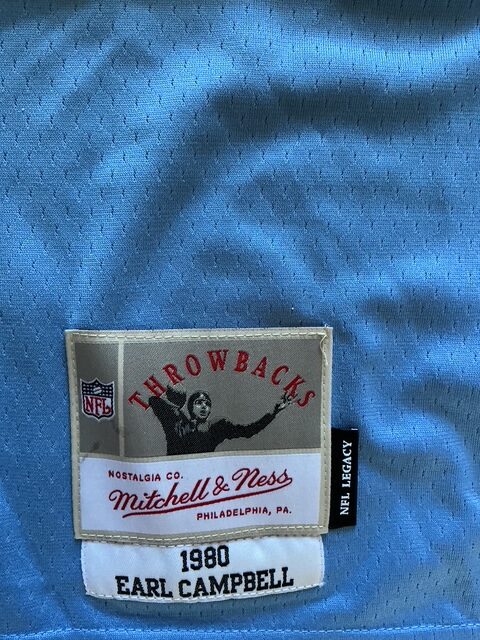 THROWBACKS
NFL
NOSTALGIA CO.
Mitchell & Ness
PHILADELPHIA, PA.
NFL LEGACY
1980
EARL CAMPBELL